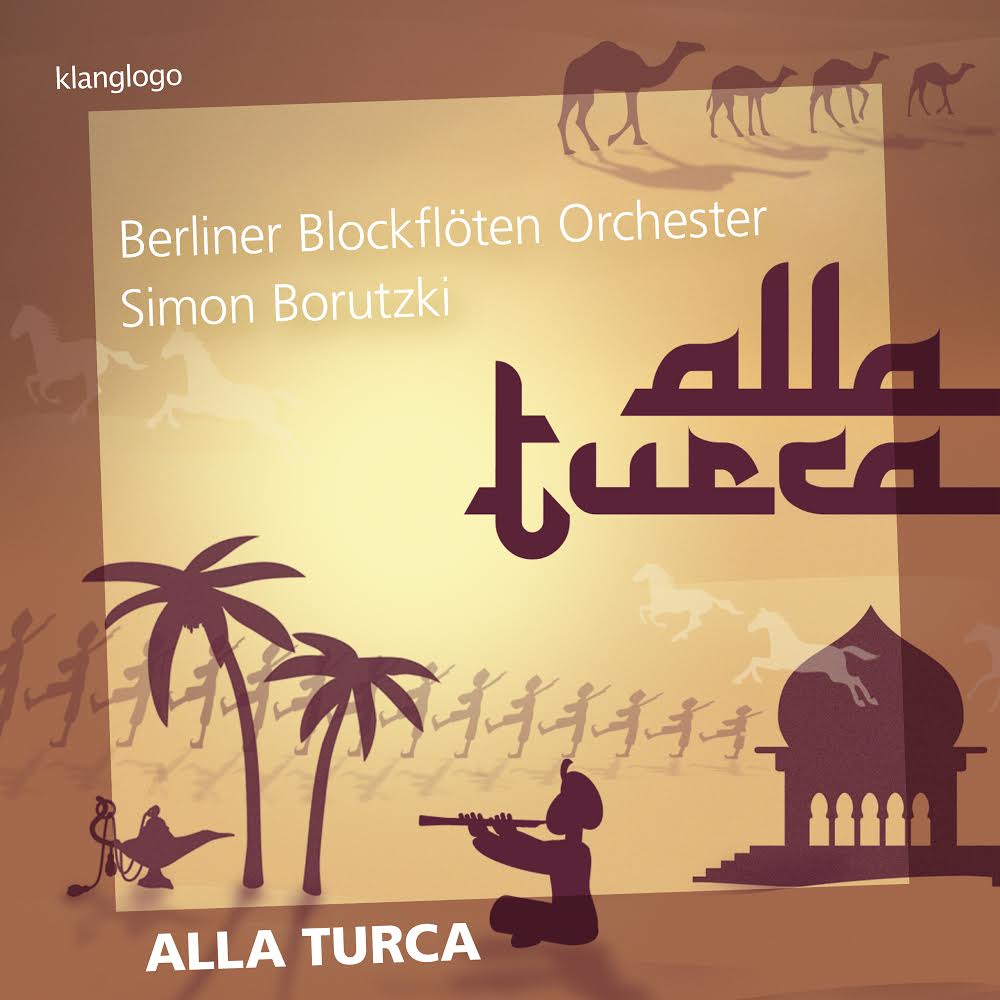 klanglogo
Berliner Blockflöten Orchester
Simon Borutzki
alla
turca
ALLA TURCA